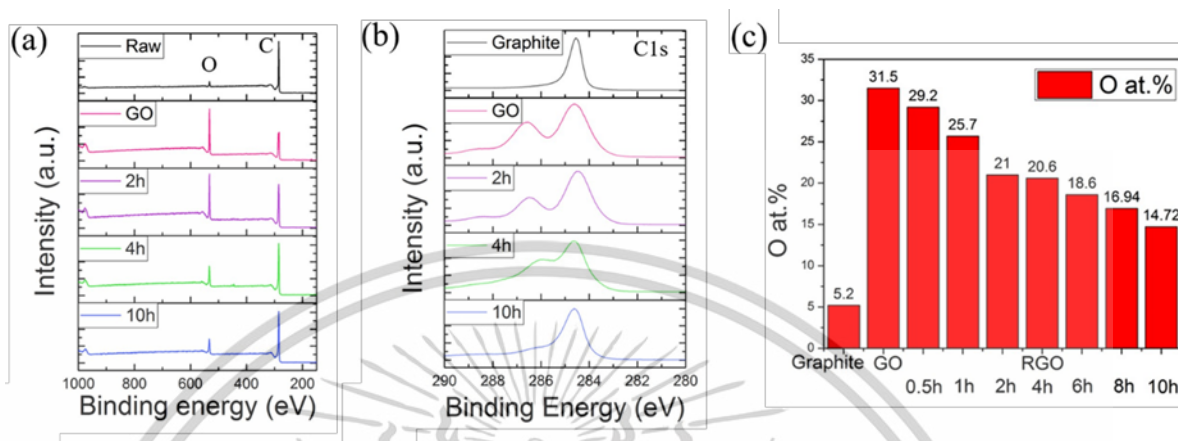 (a)
Raw
O
C
GO
2h
4h
10h
Intensity (a.u.)
1000 800 600 400 200
Binding energy (eV)
(b)
Graphite
C1s
GO
2h
4h
10h
Intensity (a.u.)
290 288 286 284 282 280
Binding Energy (eV)
(c)
O at.%
35
30
25
20
15
10
5
0
O at.%
5.2
31.5
29.2
25.7
21
20.6
18.6
16.94
14.72
Graphite GO RGO
0.5h 1h 2h 4h 6h 8h 10h